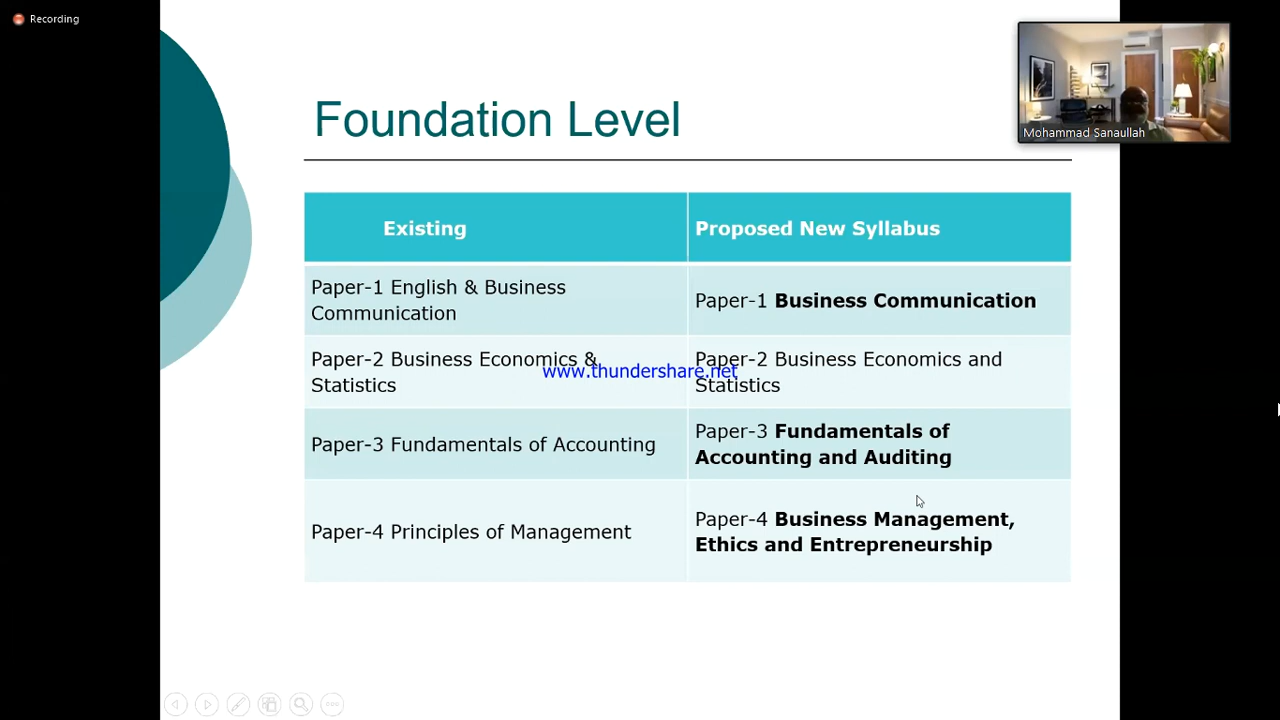 Recording
Mohammad Sanaullah
Foundation Level
Existing
Proposed New Syllabus
Paper-1 English & Business
Communication
Paper-1 Business Communication
Paper-2 Business Economics &
Statistics
Paper-2 Business Economics and
Statistics
www.thundershare.net
Paper-3 Fundamentals of Accounting
Paper-3 Fundamentals of
Accounting and Auditing
Paper-4 Principles of Management
Paper-4 Business Management,
Ethics and Entrepreneurship